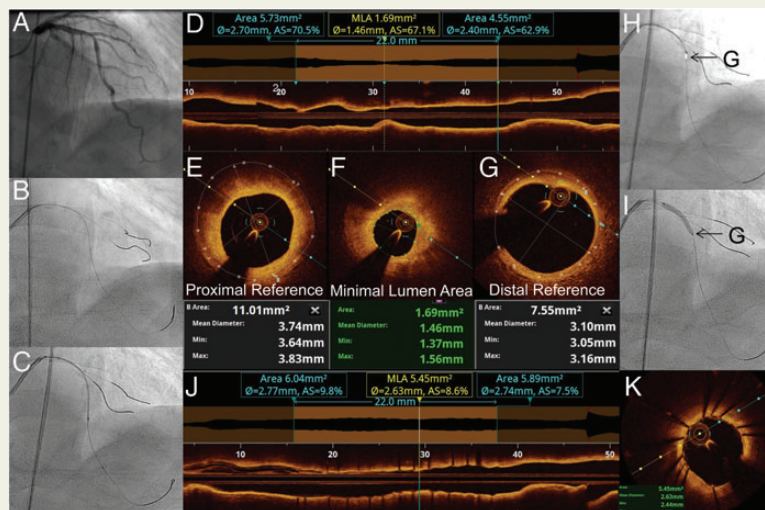 A
B
C
D
Area 5.73mm²
Ø=2.70mm, AS=70.5%
MLA 1.69mm²
Ø=1.46mm, AS=67.1%
Area 4.55mm²
Ø=2.40mm, AS=62.9%
22.0 mm
10
20
30
40
50
E
Proximal Reference
F
Minimal Lumen Area
G
Distal Reference
B Area:
11.01mm²
Mean Diameter:
3.74mm
Min:
3.64mm
Max:
3.83mm
Area:
1.69mm²
Mean Diameter:
1.46mm
Min:
1.37mm
Max:
1.56mm
B Area:
7.55mm²
Mean Diameter:
3.10mm
Min:
3.05mm
Max:
3.16mm
H
G
I
G
J
Area 6.04mm²
Ø=2.77mm, AS=9.8%
MLA 5.45mm²
Ø=2.63mm, AS=8.6%
Area 5.89mm²
Ø=2.74mm, AS=7.5%
22.0 mm
10
20
30
40
50
K
5.45mm²
2.63mm
2.44mm